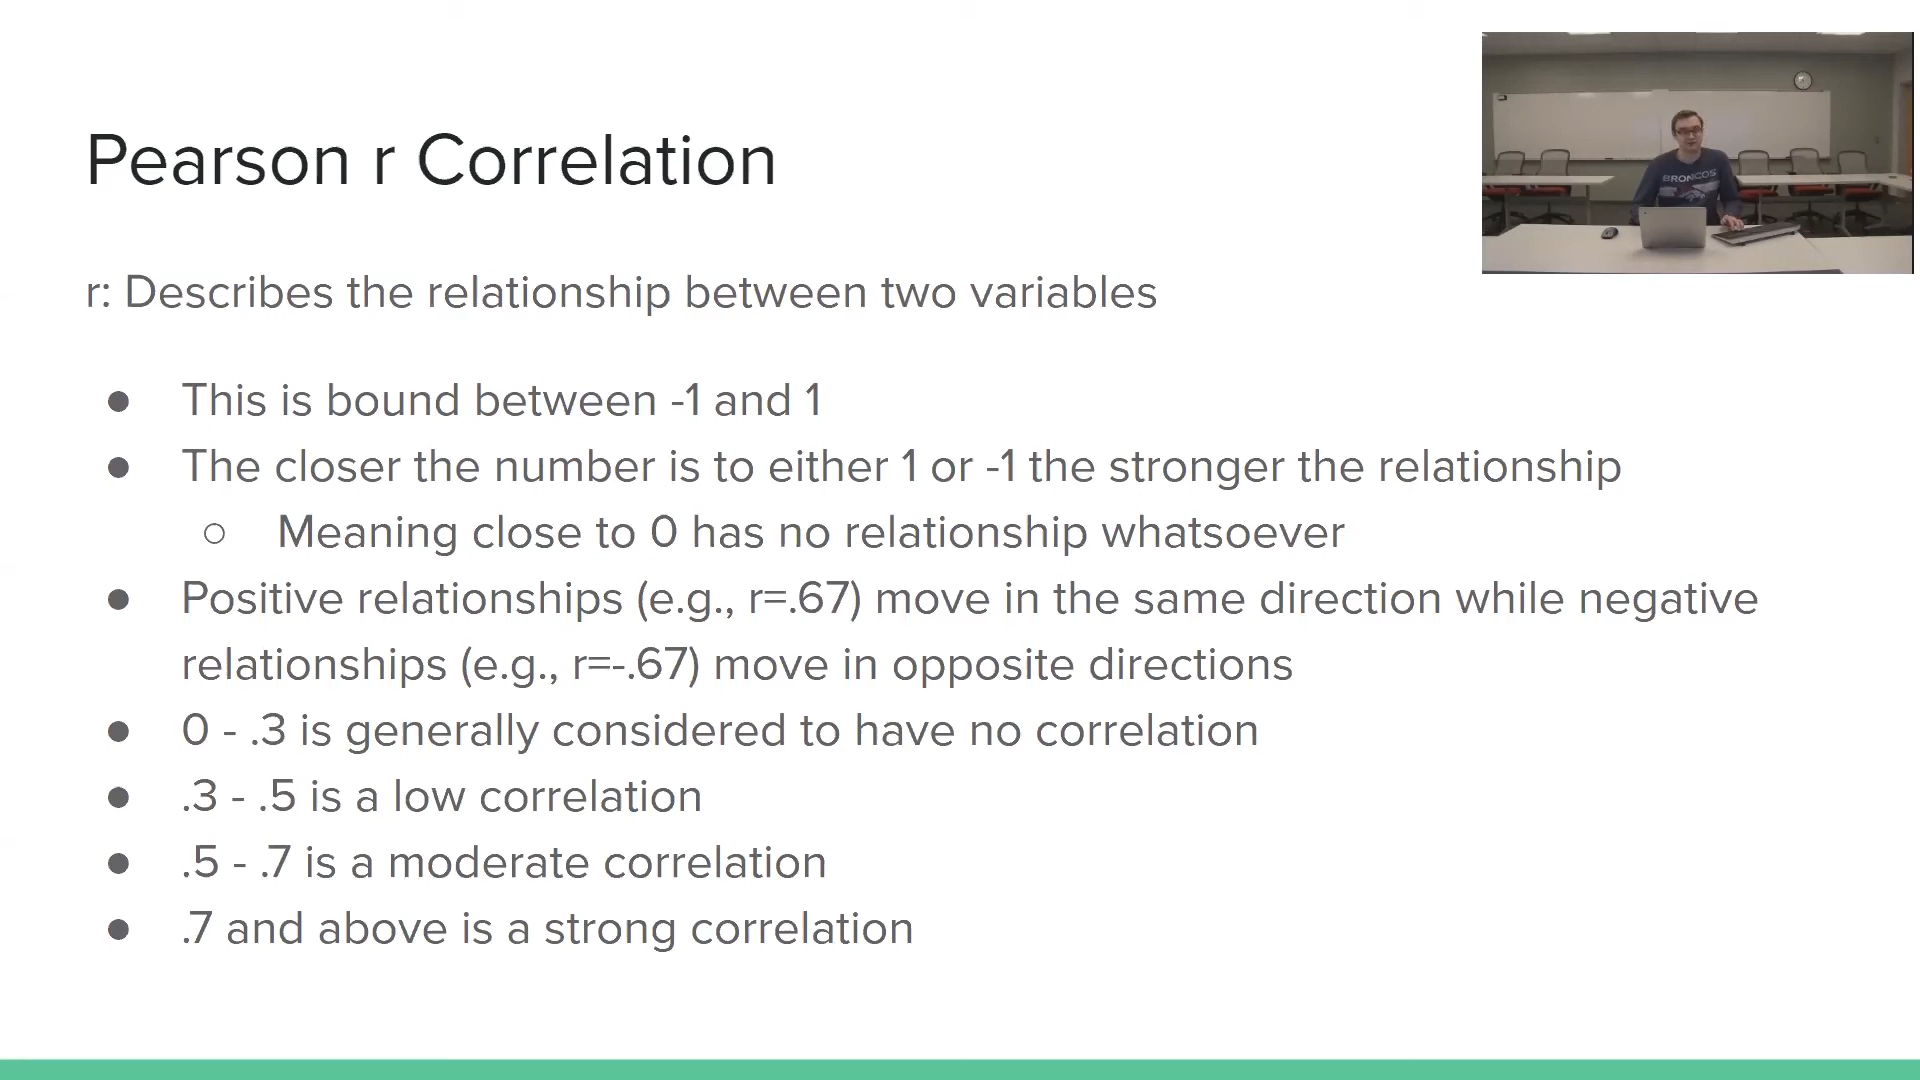 Pearson r Correlation
BRONCOS
r: Describes the relationship between two variables
● This is bound between -1 and 1
● The closer the number is to either 1 or -1 the stronger the relationship
○ Meaning close to 0 has no relationship whatsoever
● Positive relationships (e.g., r=.67) move in the same direction while negative
relationships (e.g., r=-.67) move in opposite directions
● 0 - .3 is generally considered to have no correlation
● .3 - .5 is a low correlation
● .5 - .7 is a moderate correlation
● .7 and above is a strong correlation